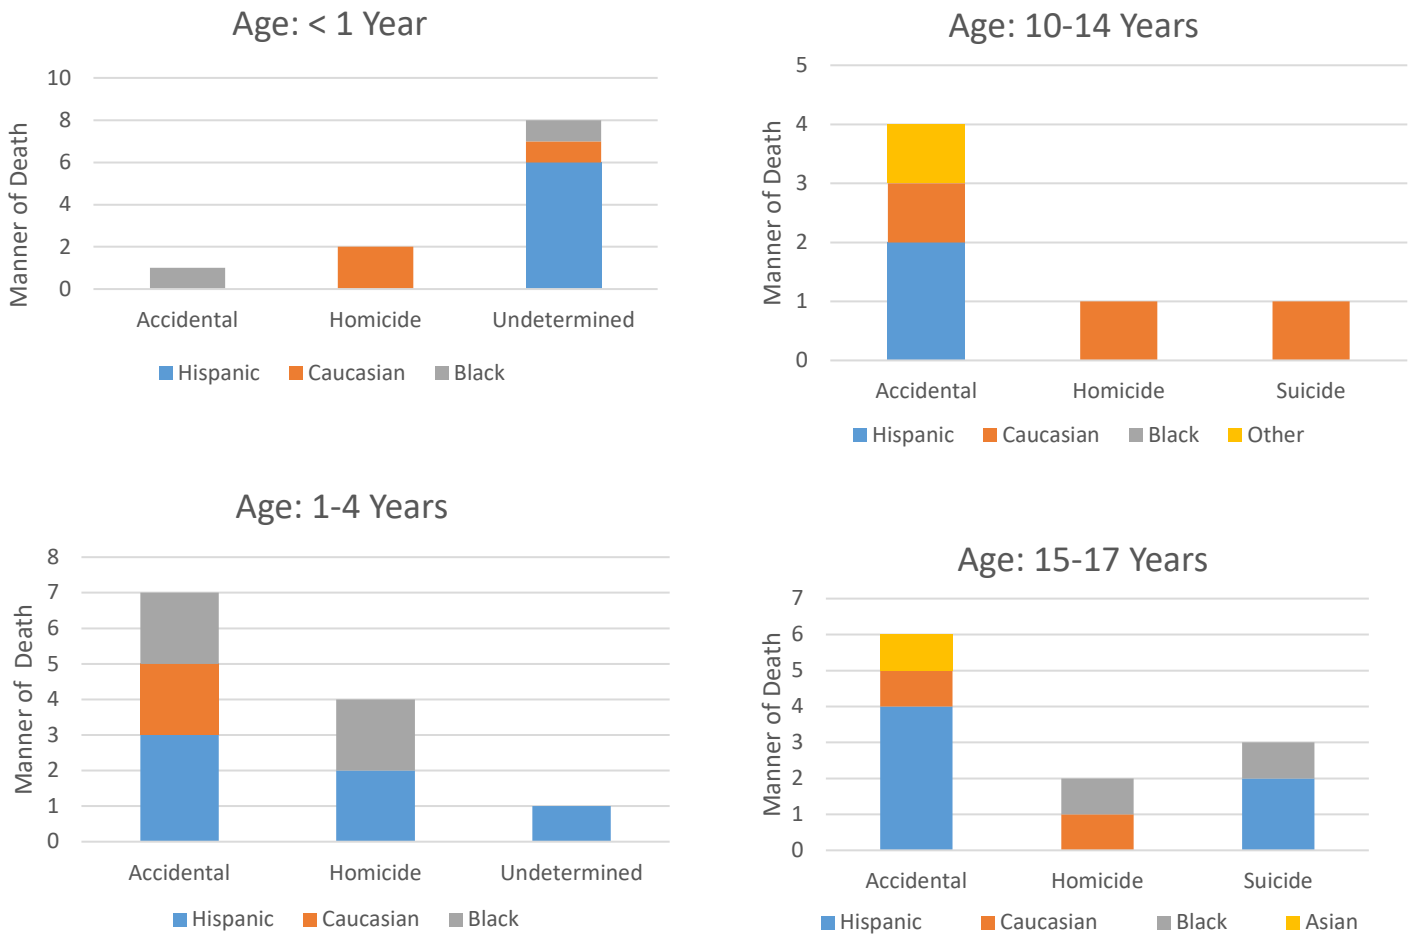 Age: < 1 Year
Manner of Death
10
8
6
4
2
0
Accidental Homicide Undetermined
Hispanic Caucasian Black
Age: 10-14 Years
Manner of Death
5
4
3
2
1
0
Accidental Homicide Suicide
Hispanic Caucasian Black Other
Age: 1-4 Years
Manner of Death
8
7
6
5
4
3
2
1
0
Accidental Homicide Undetermined
Hispanic Caucasian Black
Age: 15-17 Years
Manner of Death
7
6
5
4
3
2
1
0
Accidental Homicide Suicide
Hispanic Caucasian Black Asian